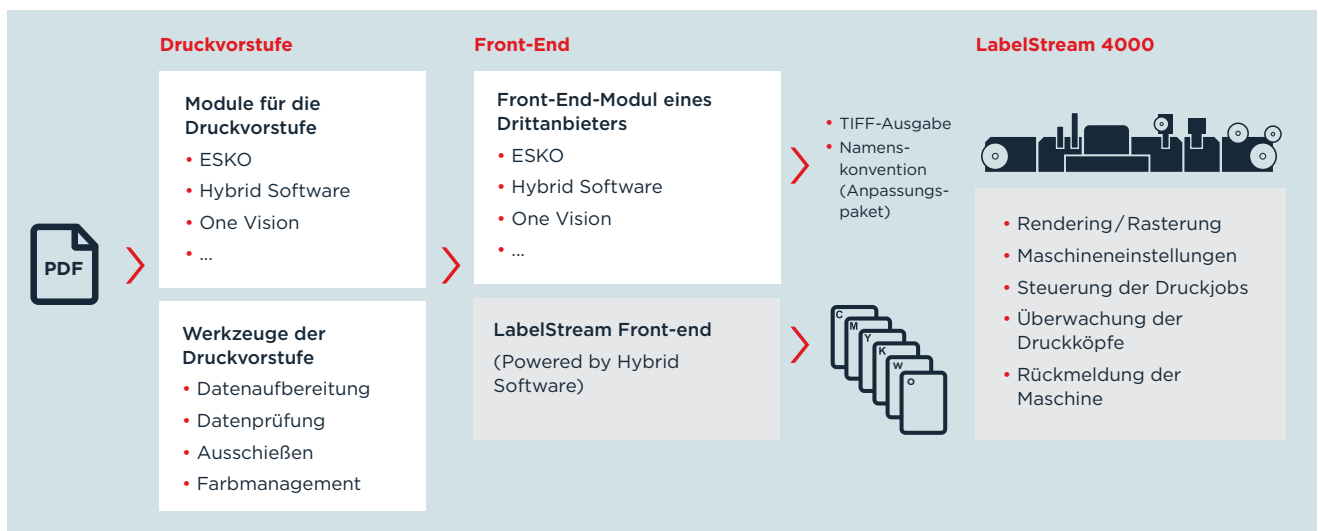 PDF
Druckvorstufe
Module für die
Druckvorstufe
• ESKO
• Hybrid Software
• One Vision
• ...
Werkzeuge der
Druckvorstufe
• Datenaufbereitung
• Datenprüfung
• Ausschießen
• Farbmanagement
Front-End
Front-End-Modul eines
Drittanbieters
• ESKO
• Hybrid Software
• One Vision
• ...
LabelStream Front-end
(Powered by Hybrid
Software)
• TIFF-Ausgabe
• Namens-
konvention
(Anpassungs-
paket)
C
M
Y
K
W
O
LabelStream 4000
• Rendering / Rasterung
• Maschineneinstellungen
• Steuerung der Druckjobs
• Überwachung der
Druckköpfe
• Rückmeldung der
Maschine